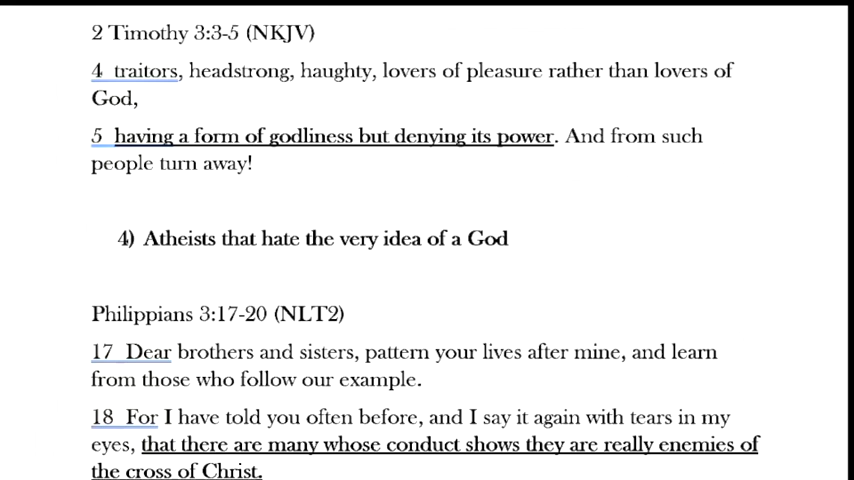 2 Timothy 3:3-5 (NKJV)
4 traitors, headstrong, haughty, lovers of pleasure rather than lovers of
God,
5 having a form of godliness but denying its power. And from such
people turn away!
4) Atheists that hate the very idea of a God
Philippians 3:17-20 (NLT2)
17 Dear brothers and sisters, pattern your lives after mine, and learn
from those who follow our example.
18 For I have told you often before, and I say it again with tears in my
eyes, that there are many whose conduct shows they are really enemies of
the cross of Christ.